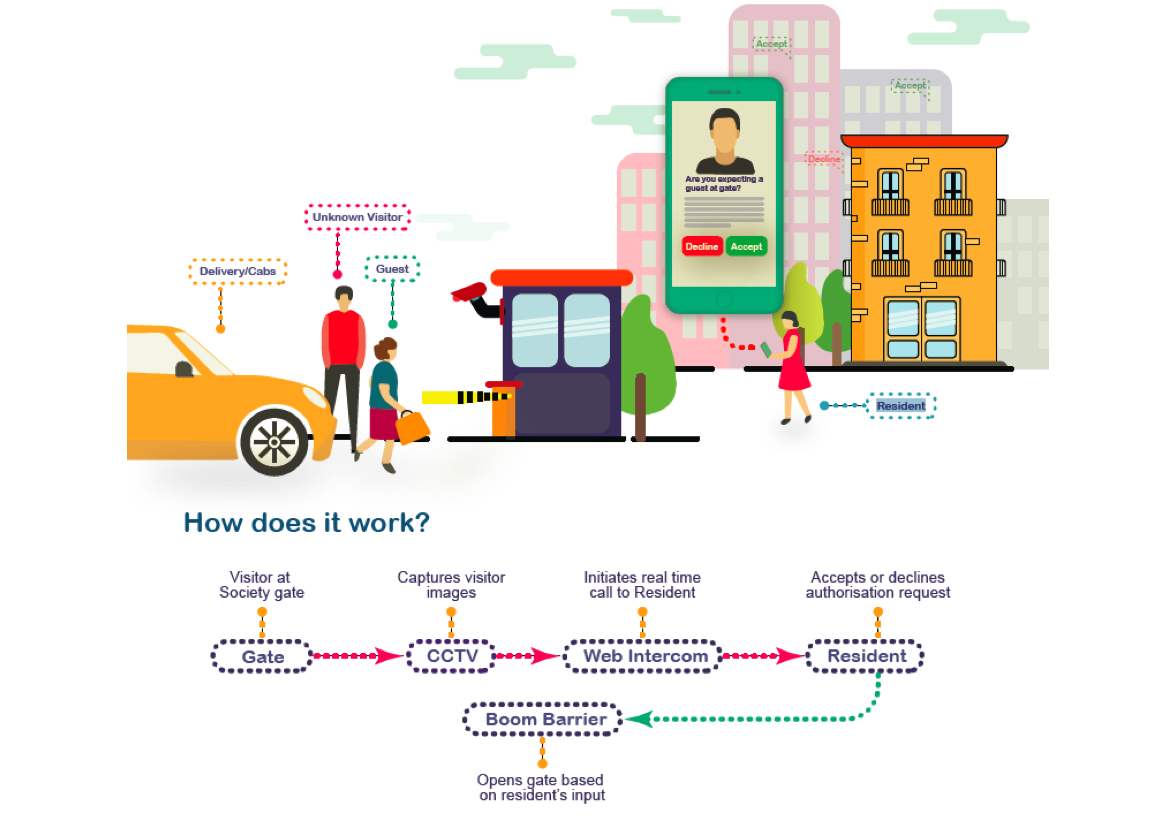 Accept
Accept
Decline
Are you expecting a
guest at gate?
Decline
Accept
Unknown Visitor
Guest
Delivery/Cabs
Resident
How does it work?
Visitor at
Society gate
Captures visitor
images
Initiates real time
call to Resident
Accepts or declines
authorisation request
Gate
CCTV
Web Intercom
Resident
Boom Barrier
Opens gate based
on resident's input